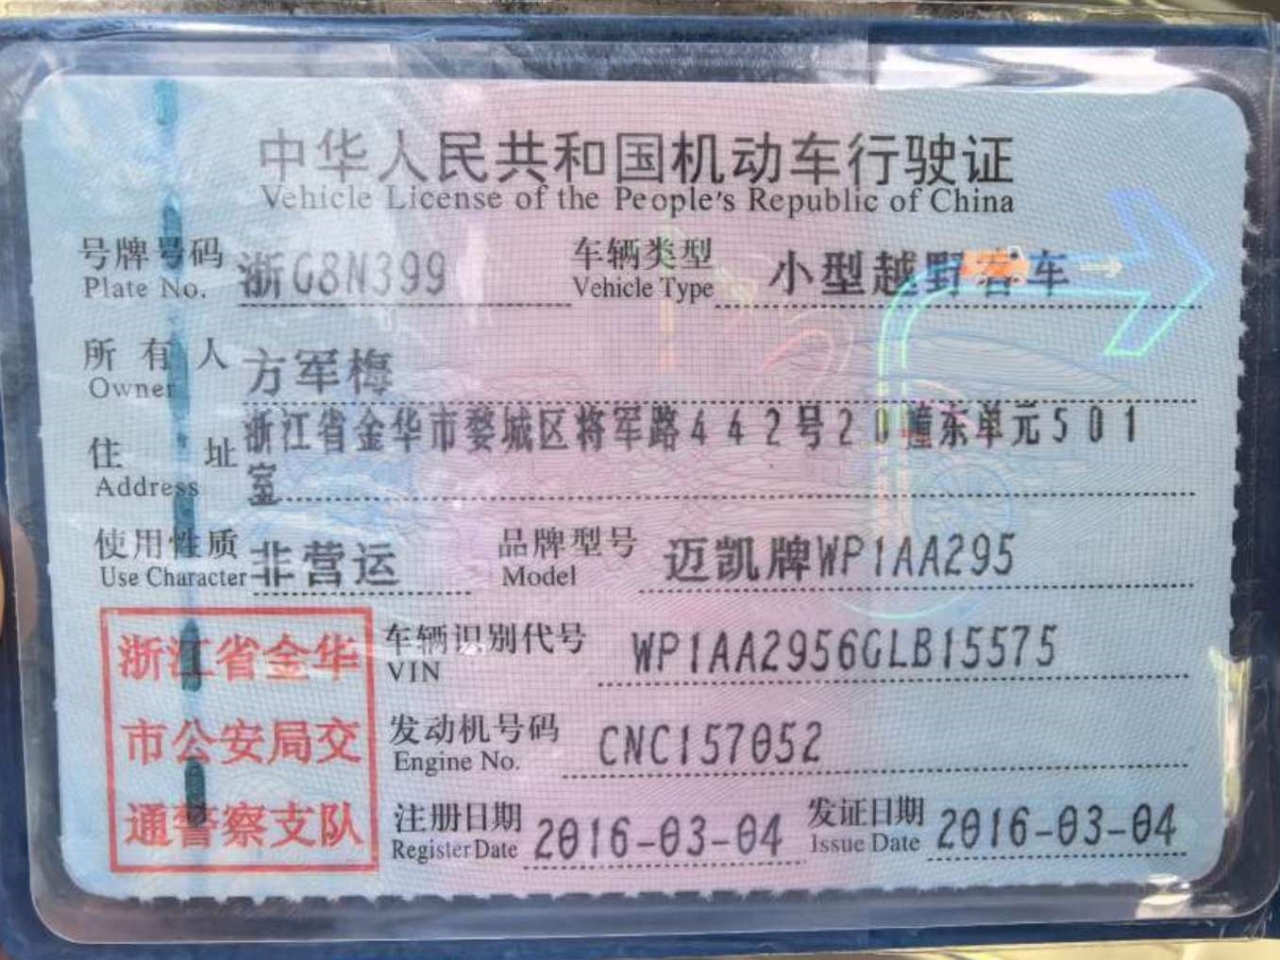 中华人民共和国机动车行驶证
Vehicle License of the People's Republic of China
号牌号码 浙G8N399 车辆类型 小型越野客车
Plate No. Vehicle Type
所有人 方军梅
Owner
浙江省金华市婺城区将军路442号20幢东单元501
住址 室
Address
使用性质 非营运 品牌型号 迈凯牌WP1AA295
Use Character Model
浙江省金华 车辆识别代号 WP1AA2956GLB15575
VIN
市公安局交 发动机号码 CNC157052
Engine No.
通警察支队 注册日期 2016-03-04 发证日期 2016-03-04
Register Date Issue Date